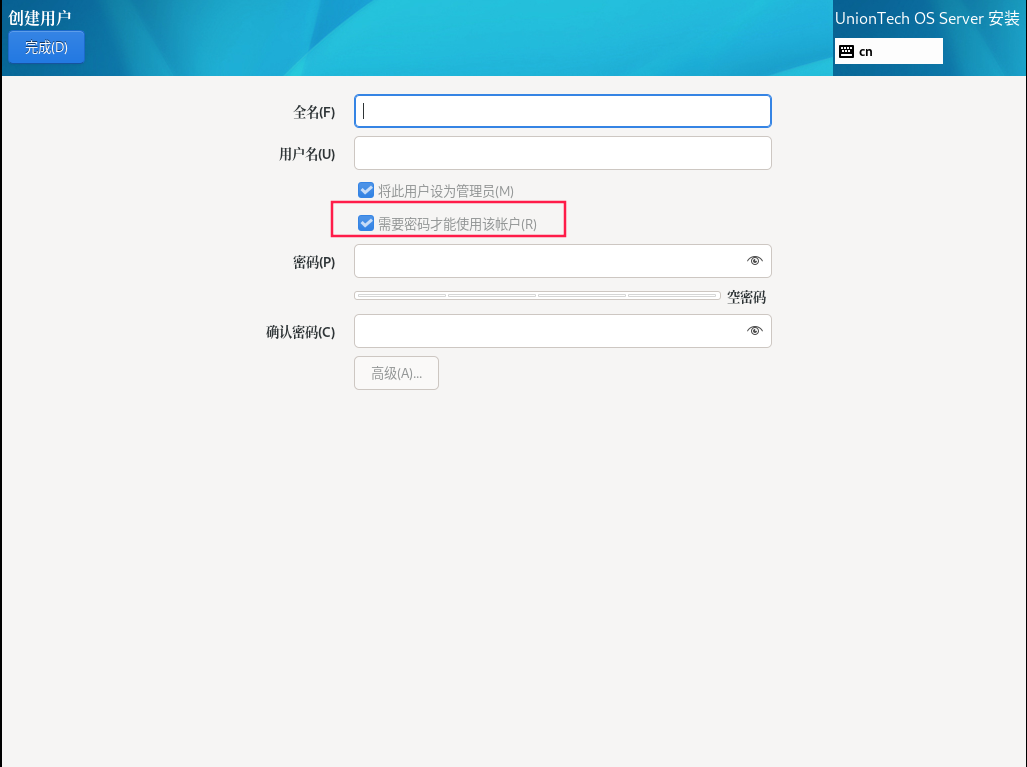 创建用户
UnionTech OS Server 安装
完成(D)
cn
全名(F)
用户名(U)
将此用户设为管理员(M)
需要密码才能使用该帐户(R)
密码(P)
空密码
确认密码(C)
高级(A)...